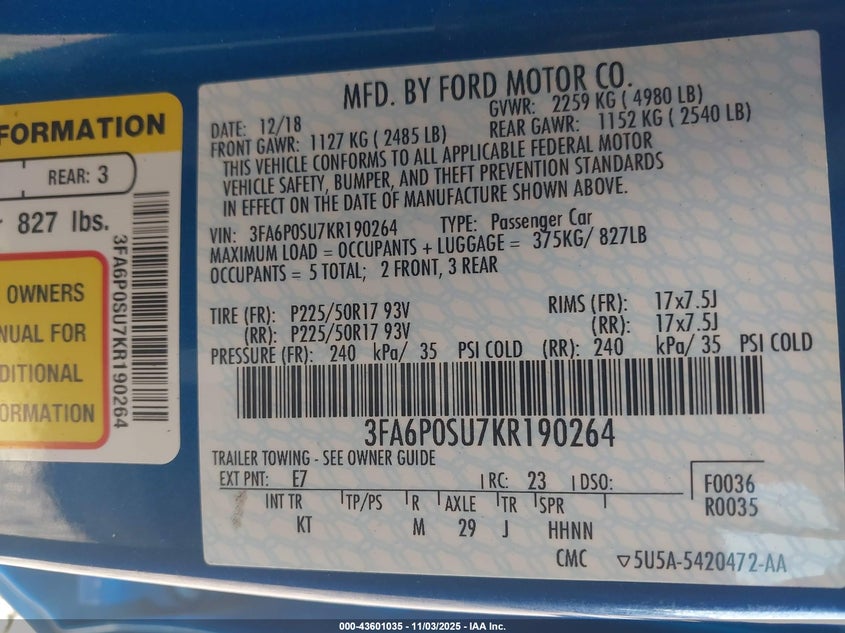 FORMATION
REAR: 3
827 lbs.
OWNERS
NUAL FOR
DITIONAL
FORMATION
3FA6P0SU7KR190264
MFD. BY FORD MOTOR CO.
DATE: 12/18 GVWR: 2259 KG ( 4980 LB)
FRONT GAWR: 1127 KG ( 2485 LB) REAR GAWR: 1152 KG ( 2540 LB)
THIS VEHICLE CONFORMS TO ALL APPLICABLE FEDERAL MOTOR
VEHICLE SAFETY, BUMPER, AND THEFT PREVENTION STANDARDS
IN EFFECT ON THE DATE OF MANUFACTURE SHOWN ABOVE.
VIN: 3FA6P0SU7KR190264 TYPE: Passenger Car
MAXIMUM LOAD = OCCUPANTS + LUGGAGE = 375KG/ 827LB
OCCUPANTS = 5 TOTAL; 2 FRONT, 3 REAR
TIRE (FR): P225/50R17 93V RIMS (FR): 17x7.5J
(RR): P225/50R17 93V (RR): 17x7.5J
PRESSURE (FR): 240 kPa/ 35 PSI COLD (RR): 240 kPa/ 35 PSI COLD
3FA6P0SU7KR190264
TRAILER TOWING - SEE OWNER GUIDE
EXT PNT: E7 RC: 23 DSO:
F0036
R0035
INT TR TP/PS R AXLE TR SPR
KT M 29 J HHNN
CMC ▽5U5A-5420472-AA
000-43601035 - 11/03/2025 - IAA Inc.